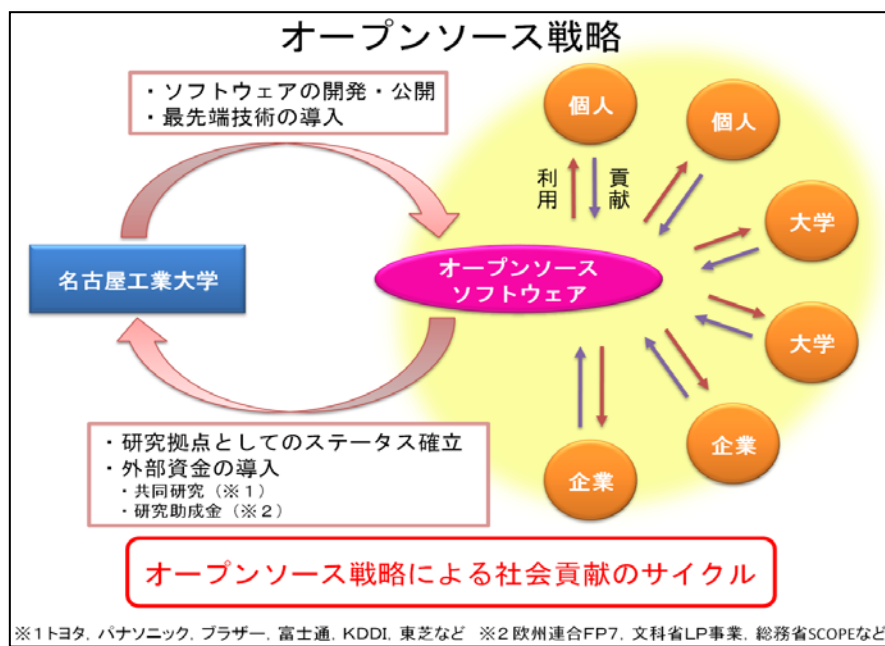 オープンソース戦略
・ソフトウェアの開発・公開
・最先端技術の導入
個人
個人
利用
貢献
大学
名古屋工業大学
オープンソース
ソフトウェア
大学
企業
企業
・研究拠点としてのステータス確立
・外部資金の導入
・共同研究（※１）
・研究助成金（※２）
オープンソース戦略による社会貢献のサイクル
※１トヨタ，パナソニック，ブラザー，富士通，KDDI，東芝など ※２欧州連合FP7，文科省LP事業，総務省SCOPEなど